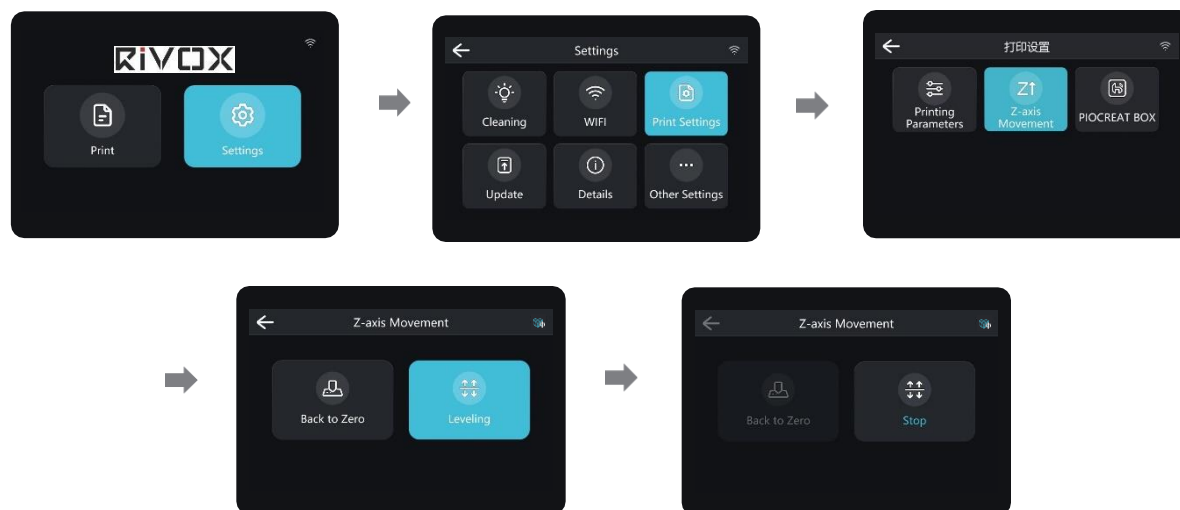 RiVOX
Print
Settings
Settings
Cleaning
WIFI
Print Settings
Update
Details
Other Settings
打印设置
Printing
Parameters
Z↑
Z-axis
Movement
PIOCREAT BOX
Z-axis Movement
Back to Zero
Leveling
Z-axis Movement
Back to Zero
Stop